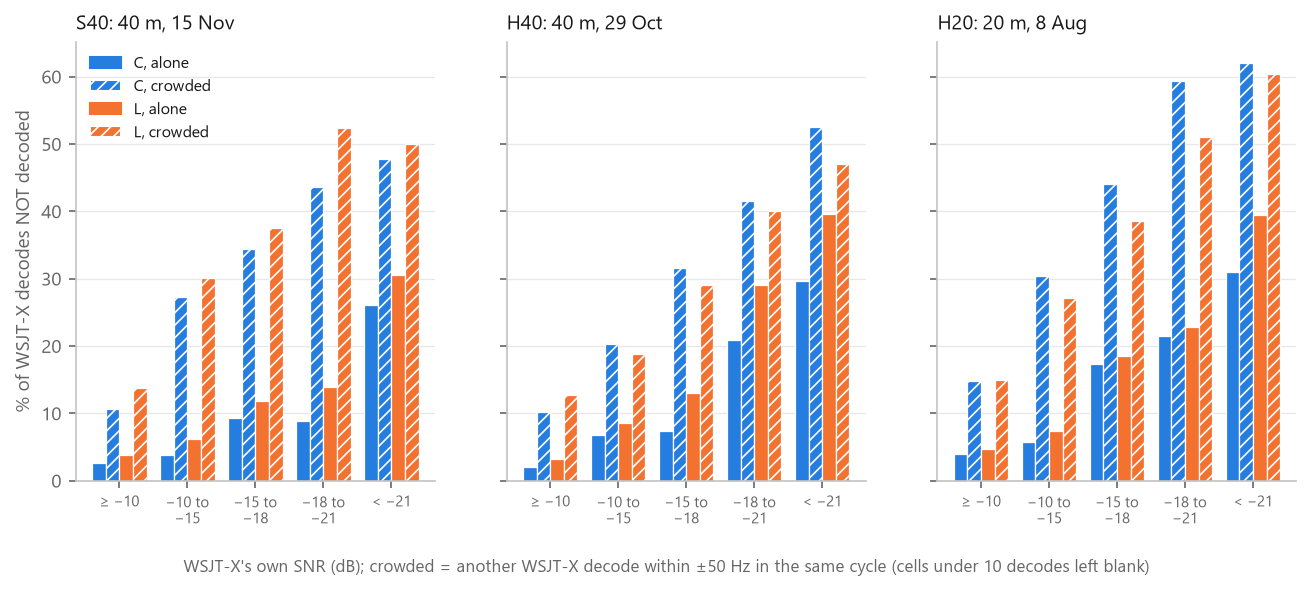 S40: 40 m, 15 Nov
H40: 40 m, 29 Oct
H20: 20 m, 8 Aug
C, alone
C, crowded
L, alone
L, crowded
% of WSJT-X decodes NOT decoded
60
50
40
30
20
10
0
≥ −10
−10 to
−15
−15 to
−18
−18 to
−21
< −21
≥ −10
−10 to
−15
−15 to
−18
−18 to
−21
< −21
≥ −10
−10 to
−15
−15 to
−18
−18 to
−21
< −21
WSJT-X's own SNR (dB); crowded = another WSJT-X decode within ±50 Hz in the same cycle (cells under 10 decodes left blank)